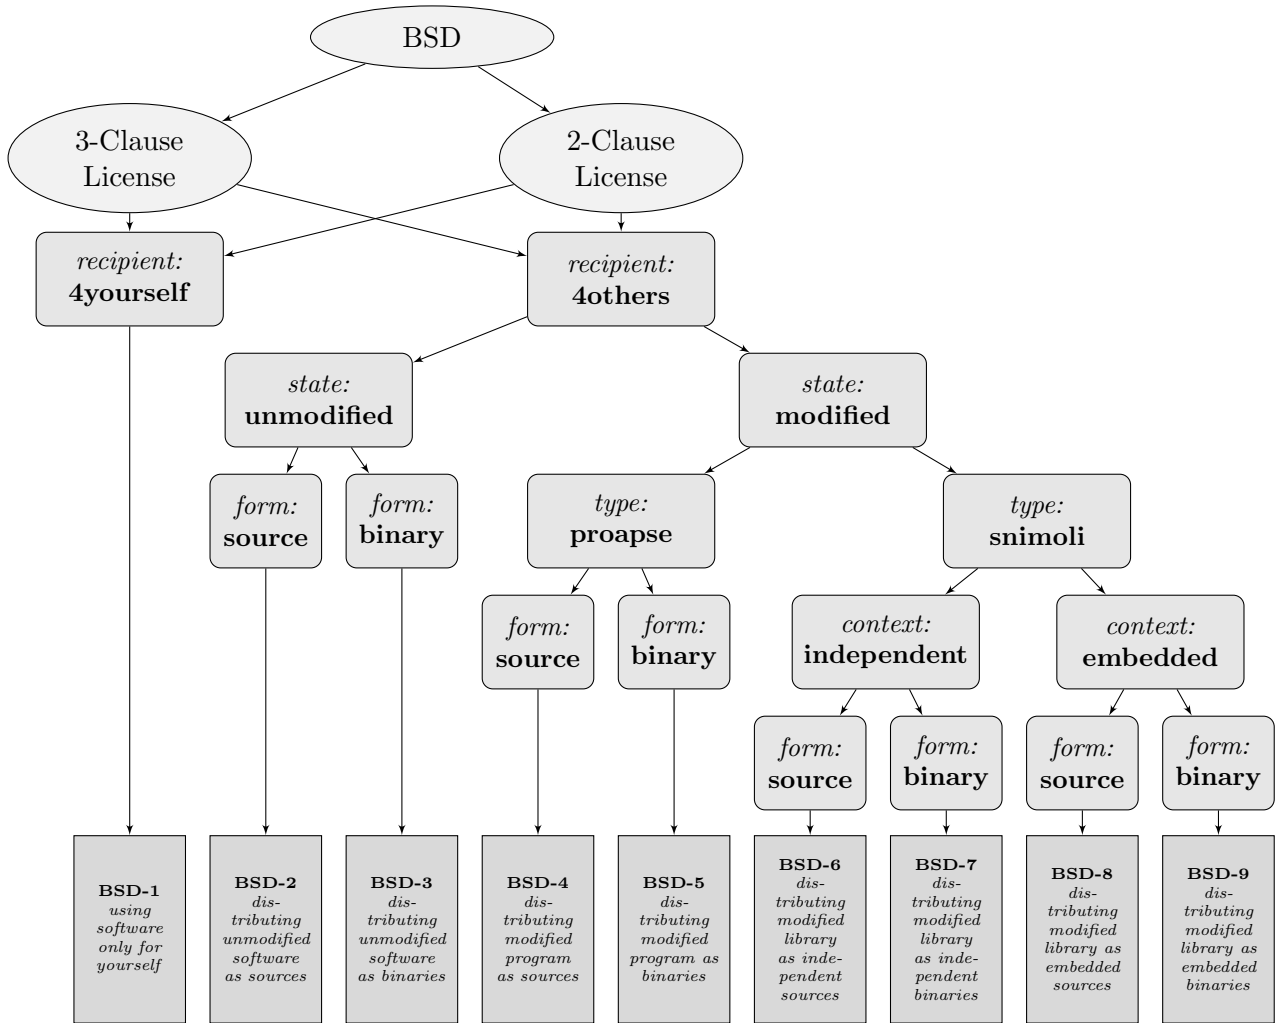 BSD
3-Clause
License
2-Clause
License
recipient:
4yourself
recipient:
4others
state:
unmodified
state:
modified
form:
source
form:
binary
type:
proapse
type:
snimoli
form:
source
form:
binary
context:
independent
context:
embedded
form:
source
form:
binary
form:
source
form:
binary
BSD-1
using
software
only for
yourself
BSD-2
dis-
tributing
unmodified
software
as sources
BSD-3
dis-
tributing
unmodified
software
as binaries
BSD-4
dis-
tributing
modified
program
as sources
BSD-5
dis-
tributing
modified
program as
binaries
BSD-6
dis-
tributing
modified
library
as inde-
pendent
sources
BSD-7
dis-
tributing
modified
library
as inde-
pendent
binaries
BSD-8
dis-
tributing
modified
library as
embedded
sources
BSD-9
dis-
tributing
modified
library as
embedded
binaries